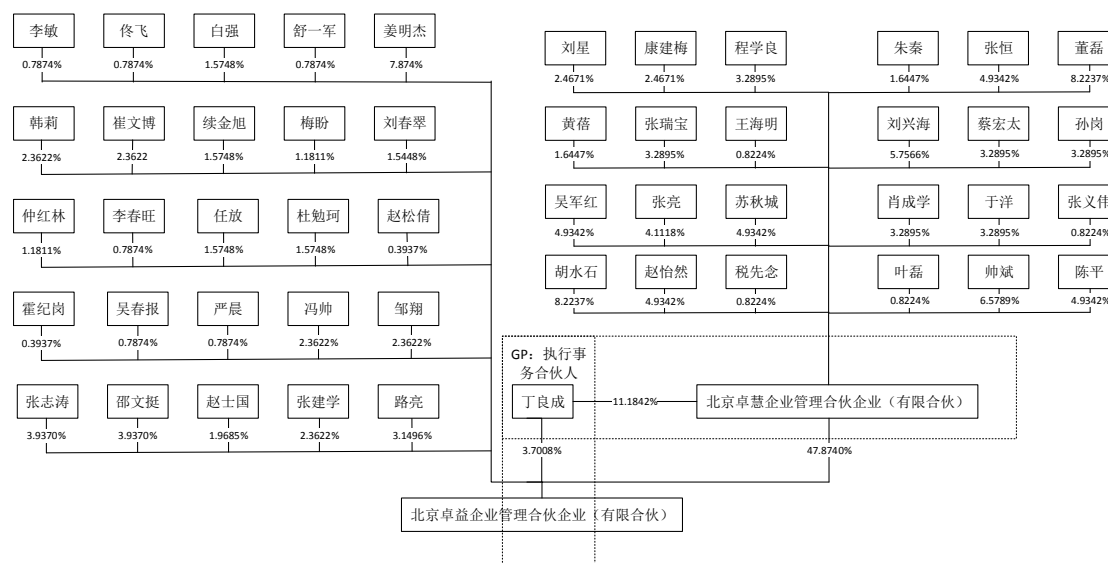 李敏 佟飞 白强 舒一军 姜明杰
0.7874% 0.7874% 1.5748% 0.7874% 7.874%
韩莉 崔文博 续金旭 梅盼 刘春翠
2.3622% 2.3622 1.5748% 1.1811% 1.5448%
仲红林 李春旺 任放 杜勉珂 赵松倩
1.1811% 0.7874% 1.5748% 1.5748% 0.3937%
霍纪岗 吴春报 严晨 冯帅 邹翔
0.3937% 0.7874% 0.7874% 2.3622% 2.3622%
张志涛 邵文挺 赵士国 张建学 路亮
3.9370% 3.9370% 1.9685% 2.3622% 3.1496%
刘星 康建梅 程学良 朱秦 张恒 董磊
2.4671% 2.4671% 3.2895% 1.6447% 4.9342% 8.2237%
黄蓓 张瑞宝 王海明 刘兴海 蔡宏太 孙岗
1.6447% 3.2895% 0.8224% 5.7566% 3.2895% 3.2895%
吴军红 张亮 苏秋城 肖成学 于洋 张义伟
4.9342% 4.1118% 4.9342% 3.2895% 3.2895% 0.8224%
胡水石 赵怡然 税先念 叶磊 帅斌 陈平
8.2237% 4.9342% 0.8224% 0.8224% 6.5789% 4.9342%
GP：执行事
务合伙人
丁良成 11.1842% 北京卓慧企业管理合伙企业（有限合伙）
3.7008% 47.8740%
北京卓益企业管理合伙企业（有限合伙）